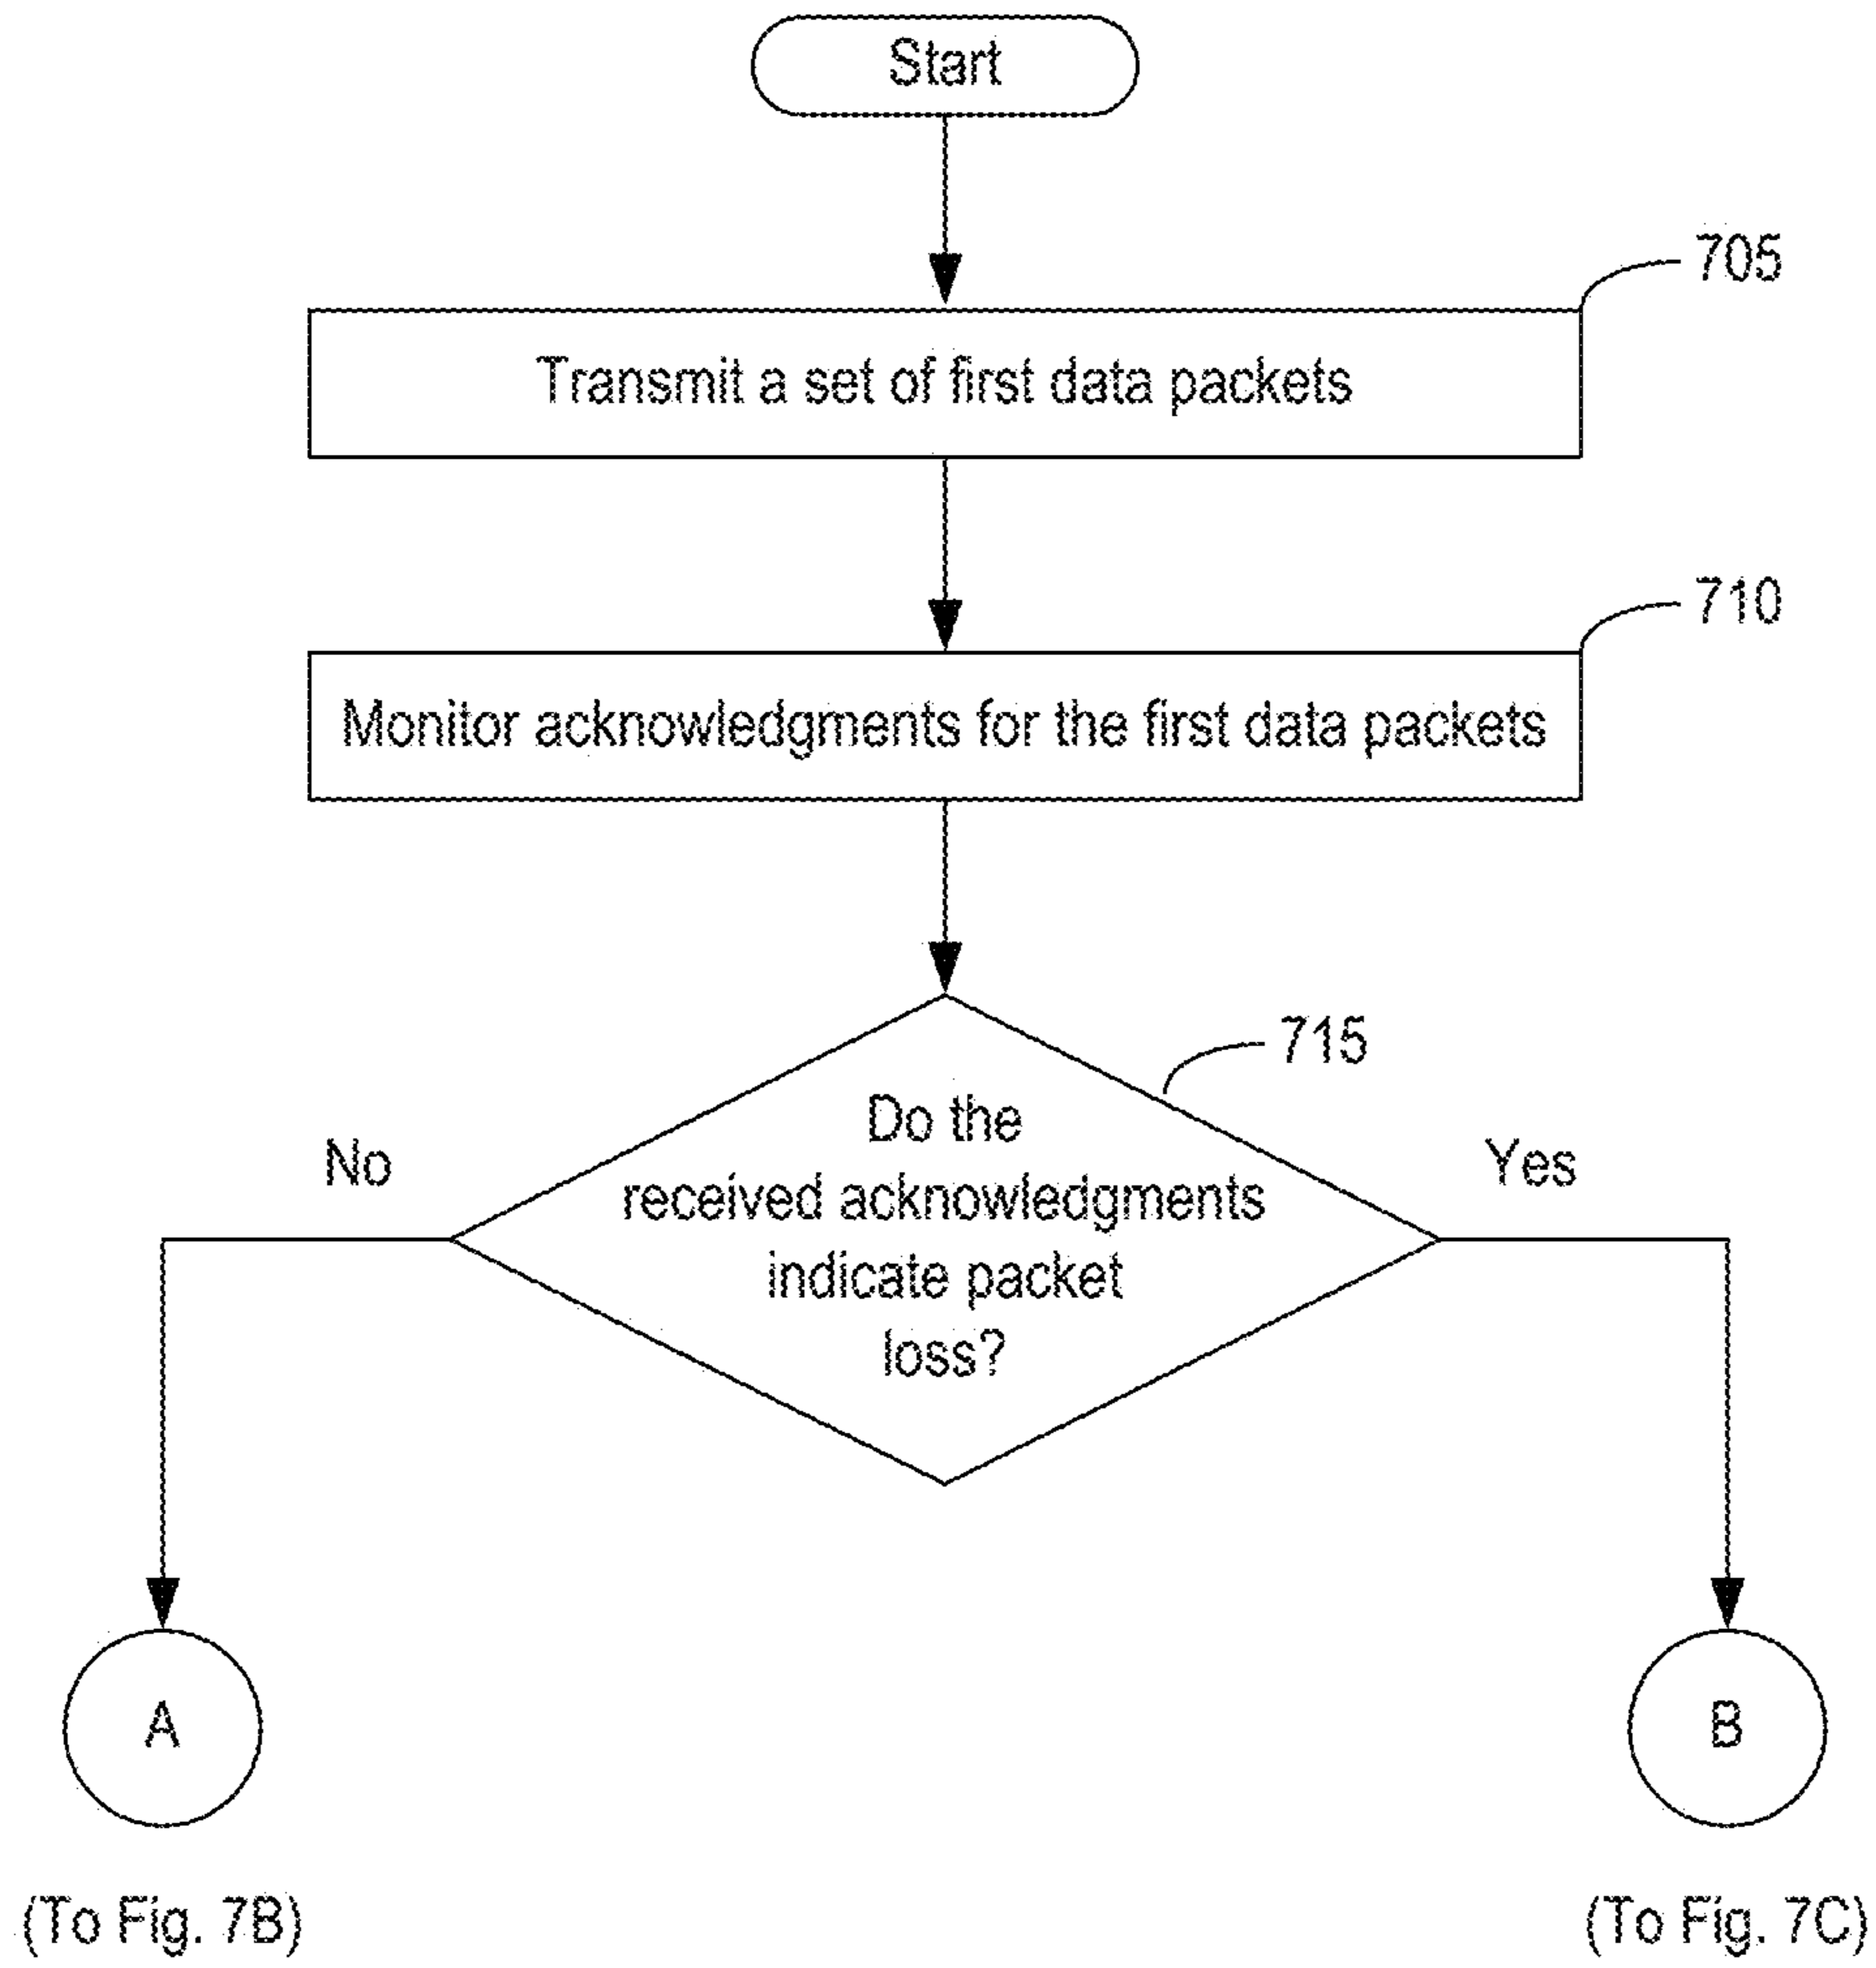 Start
705
Transmit a set of first data packets
710
Monitor acknowledgments for the first data packets
715
Do the
received acknowledgments
indicate packet
loss?
No
Yes
A
B
(To Fig. 7B)
(To Fig. 7C)